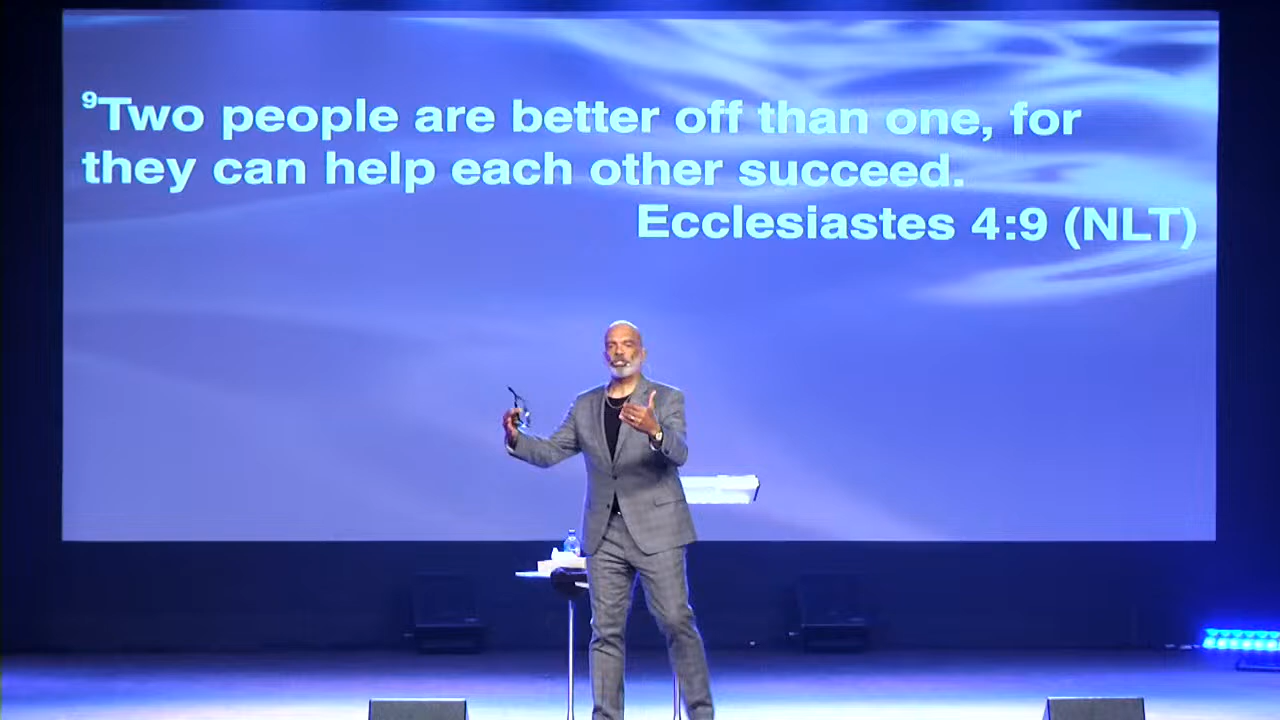 ⁹Two people are better off than one, for
they can help each other succeed.
Ecclesiastes 4:9 (NLT)